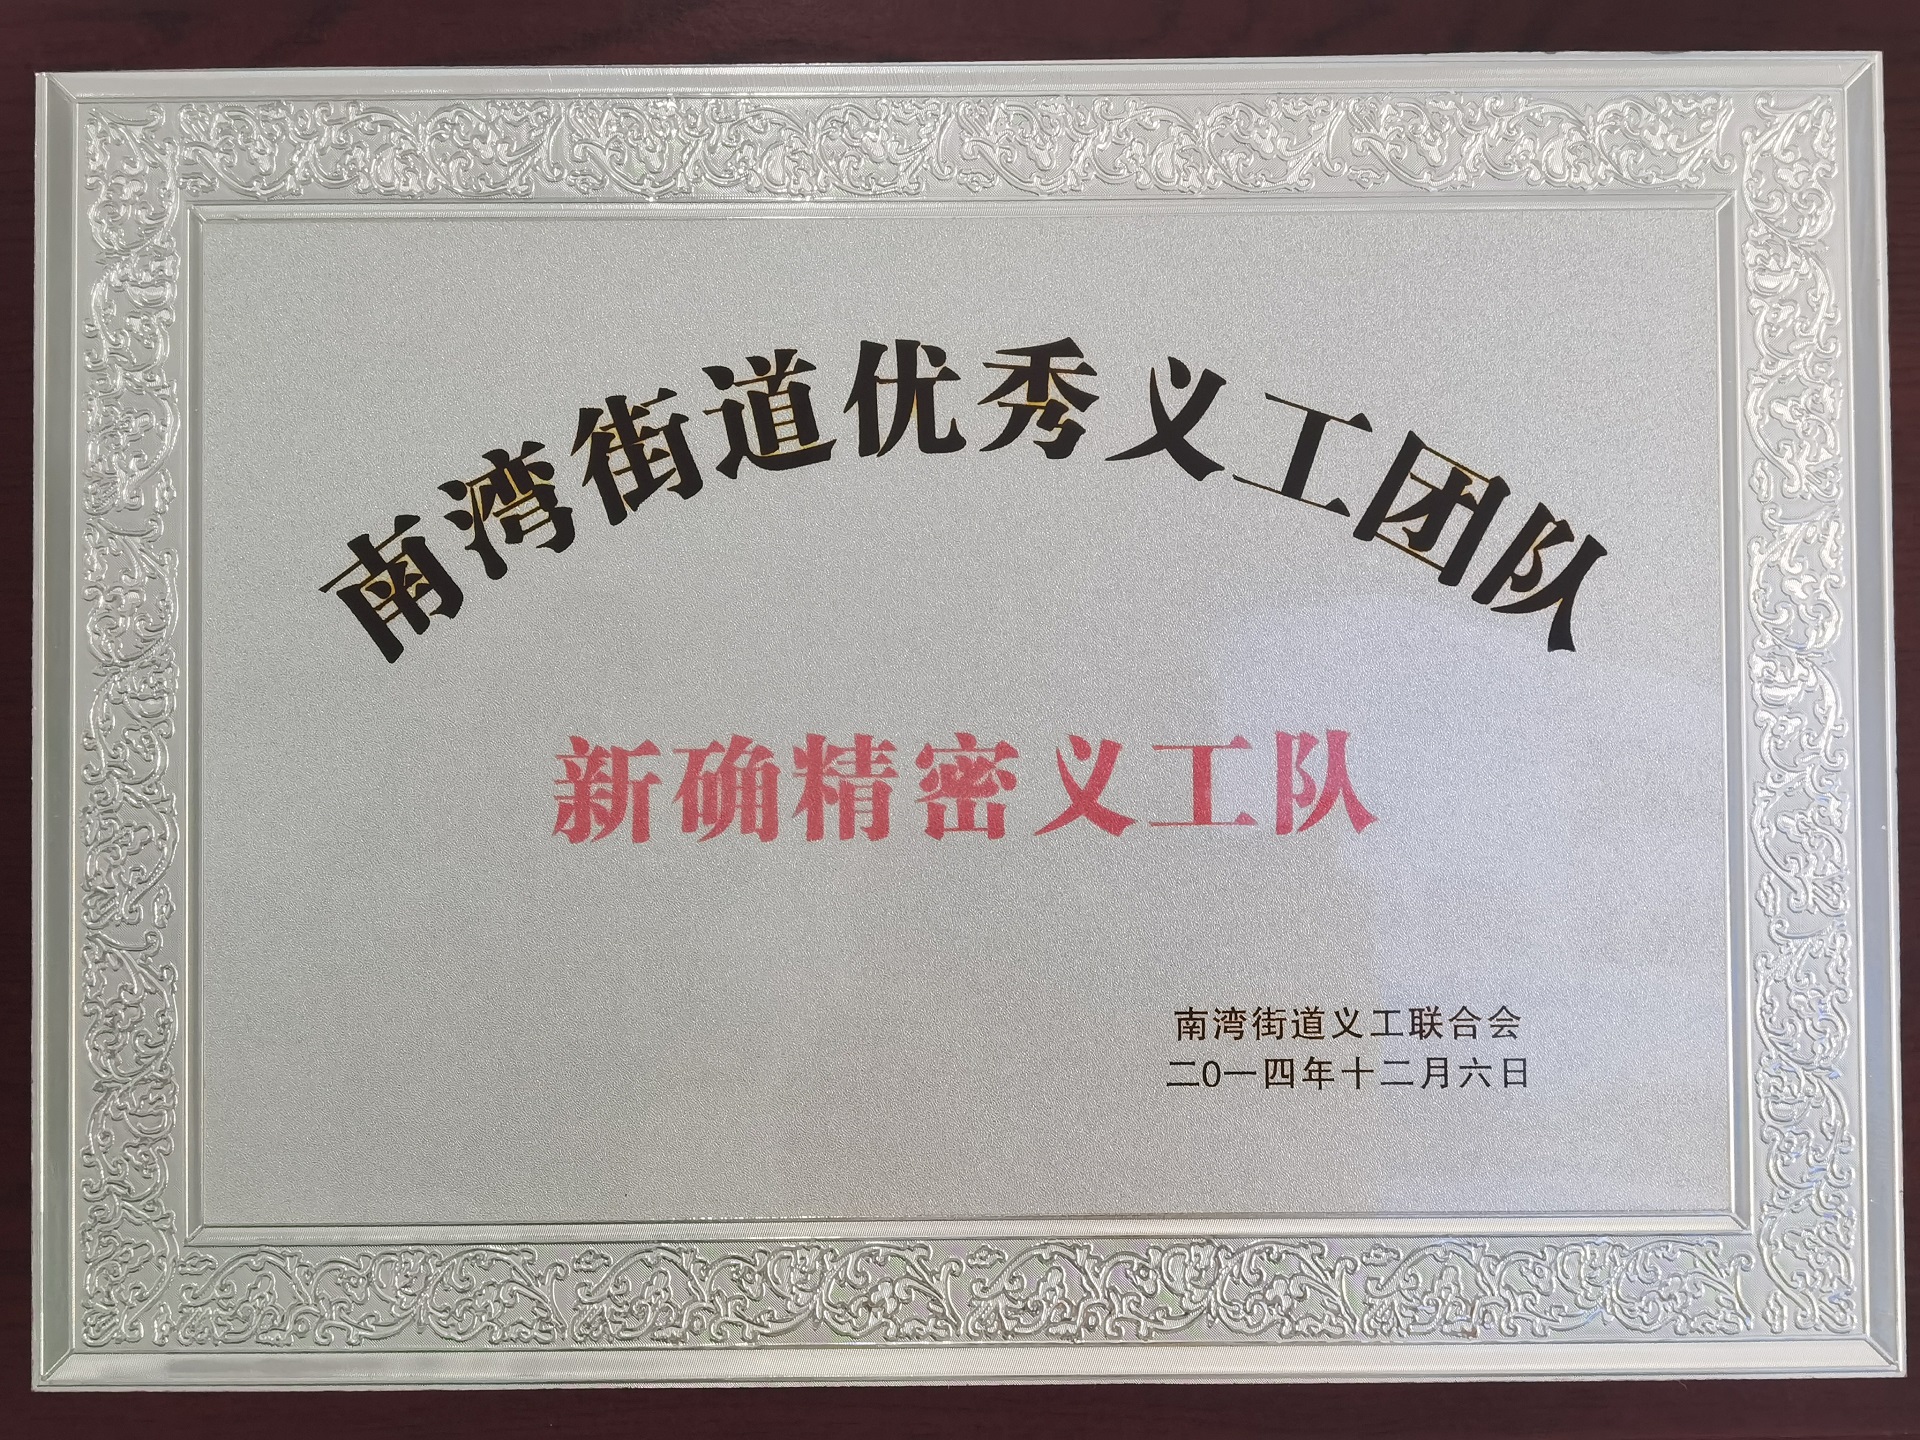 南湾街道优秀义工团队
新确精密义工队
南湾街道义工联合会
二0一四年十二月六日